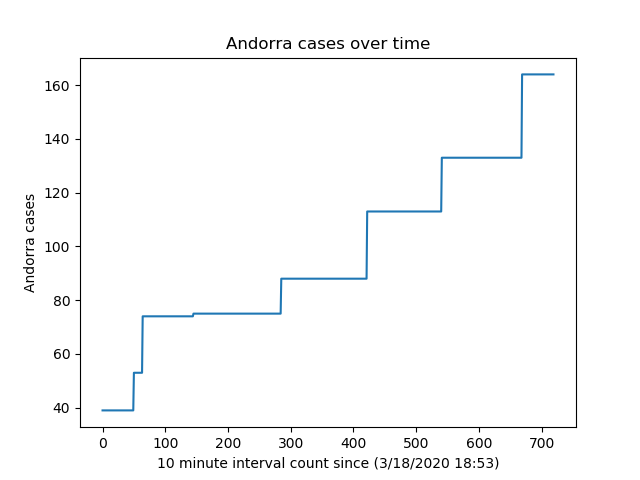 Andorra cases over time
Andorra cases
160
140
120
100
80
60
40
0 100 200 300 400 500 600 700
10 minute interval count since (3/18/2020 18:53)